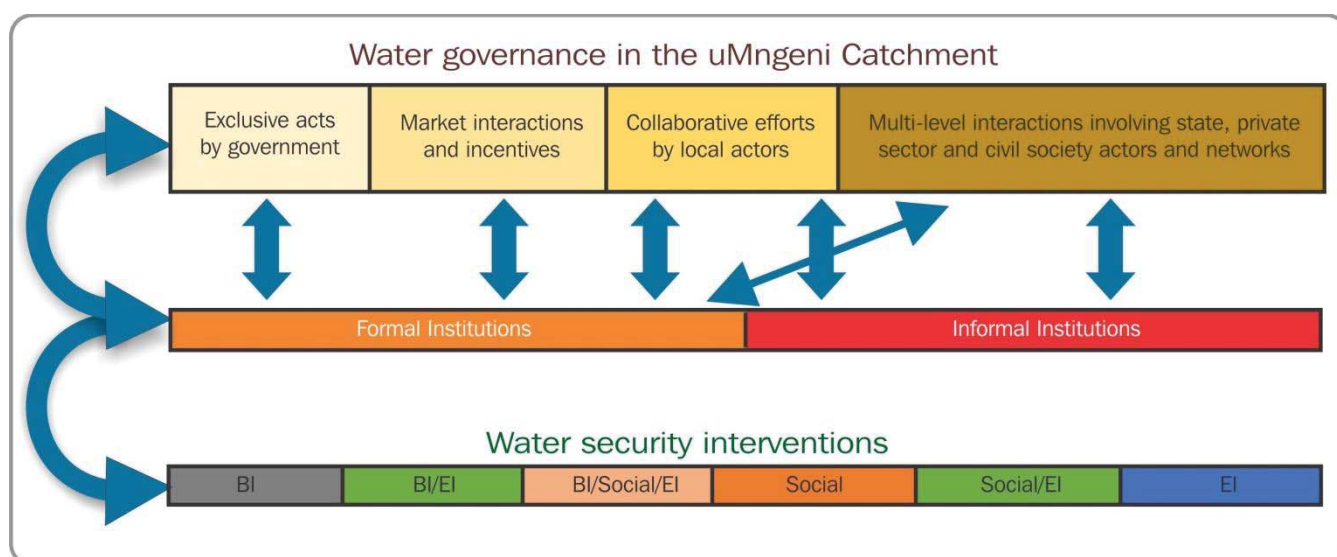 Water governance in the uMngeni Catchment
Exclusive acts
by government
Market interactions
and incentives
Collaborative efforts
by local actors
Multi-level interactions involving state, private
sector and civil society actors and networks
Formal Institutions
Informal Institutions
Water security interventions
BI
BI/EI
BI/Social/EI
Social
Social/EI
EI